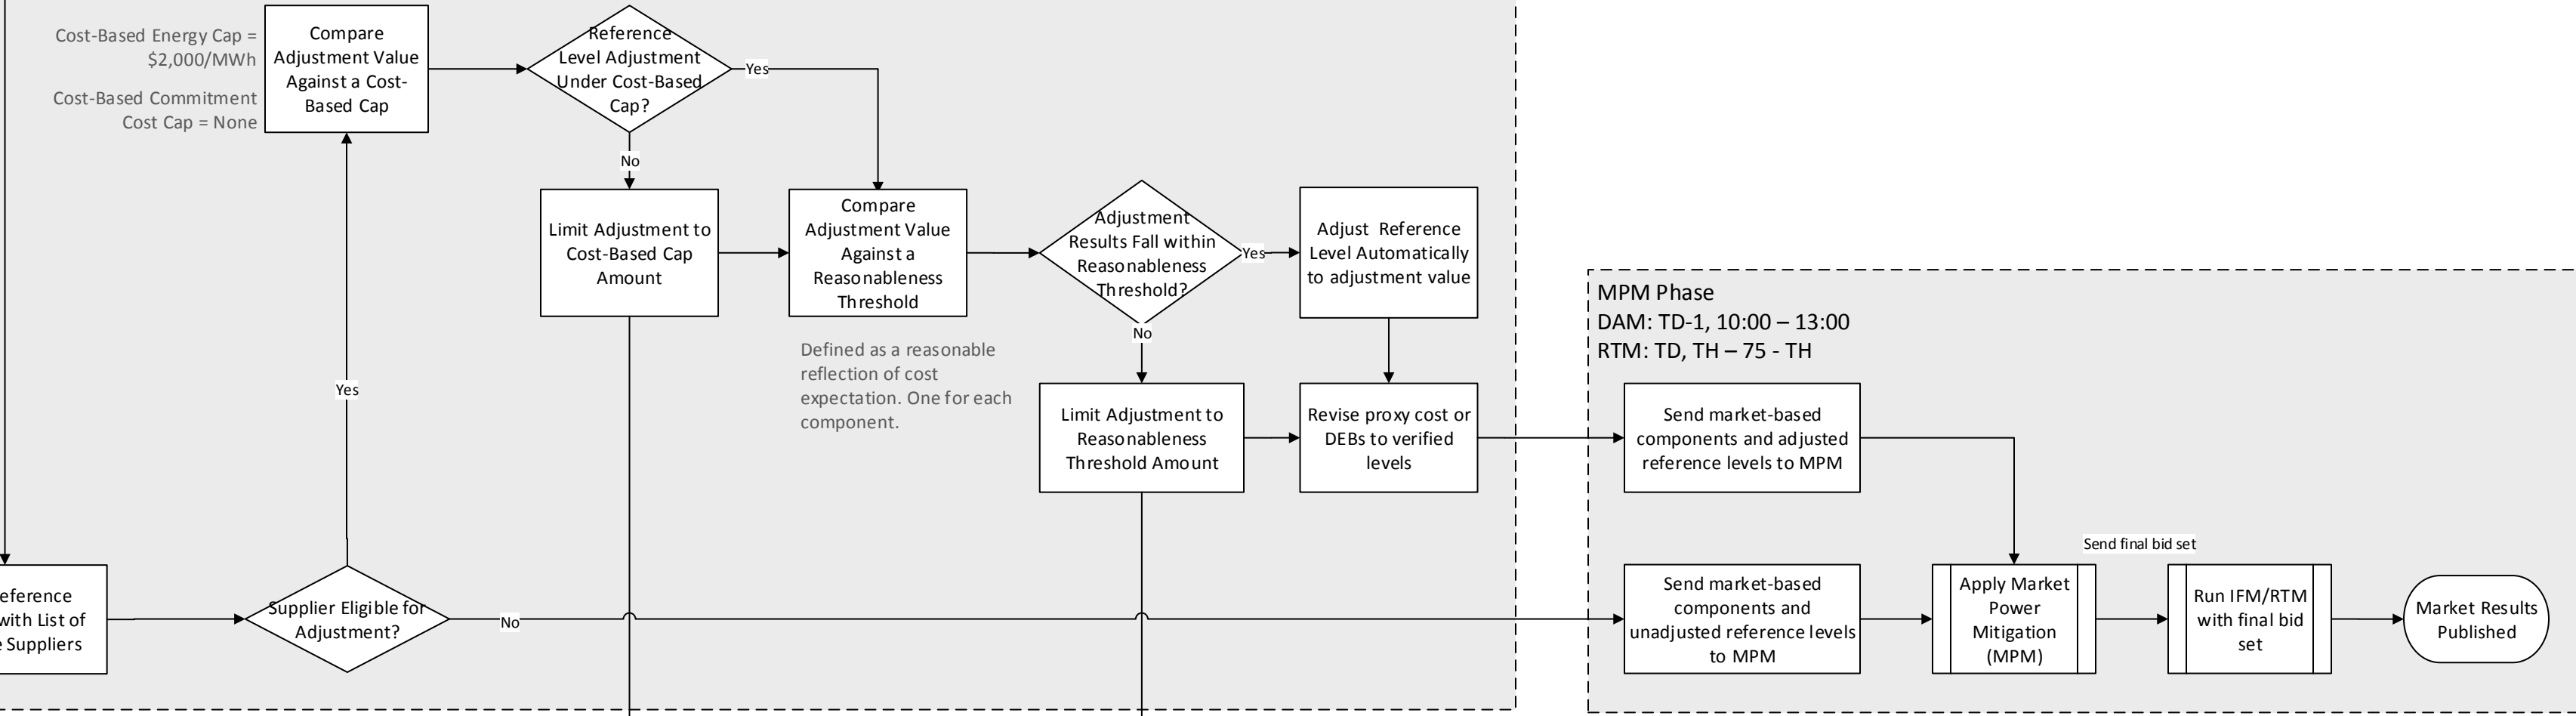 Cost-Based Energy Cap =
$2,000/MWh
Cost-Based Commitment
Cost Cap = None
Compare
Adjustment Value
Against a Cost-
Based Cap
Reference
Level Adjustment
Under Cost-Based
Cap?
Yes
No
Limit Adjustment to
Cost-Based Cap
Amount
Compare
Adjustment Value
Against a
Reasonableness
Threshold
Defined as a reasonable
reflection of cost
expectation. One for each
component.
Adjustment
Results Fall within
Reasonableness
Threshold?
Yes
No
Adjust Reference
Level Automatically
to adjustment value
Limit Adjustment to
Reasonableness
Threshold Amount
Revise proxy cost or
DEBs to verified
levels
Yes
eference
with List of
e Suppliers
Supplier Eligible for
Adjustment?
No
MPM Phase
DAM: TD-1, 10:00 – 13:00
RTM: TD, TH – 75 - TH
Send market-based
components and adjusted
reference levels to MPM
Send market-based
components and
unadjusted reference levels
to MPM
Apply Market
Power
Mitigation
(MPM)
Send final bid set
Run IFM/RTM
with final bid
set
Market Results
Published